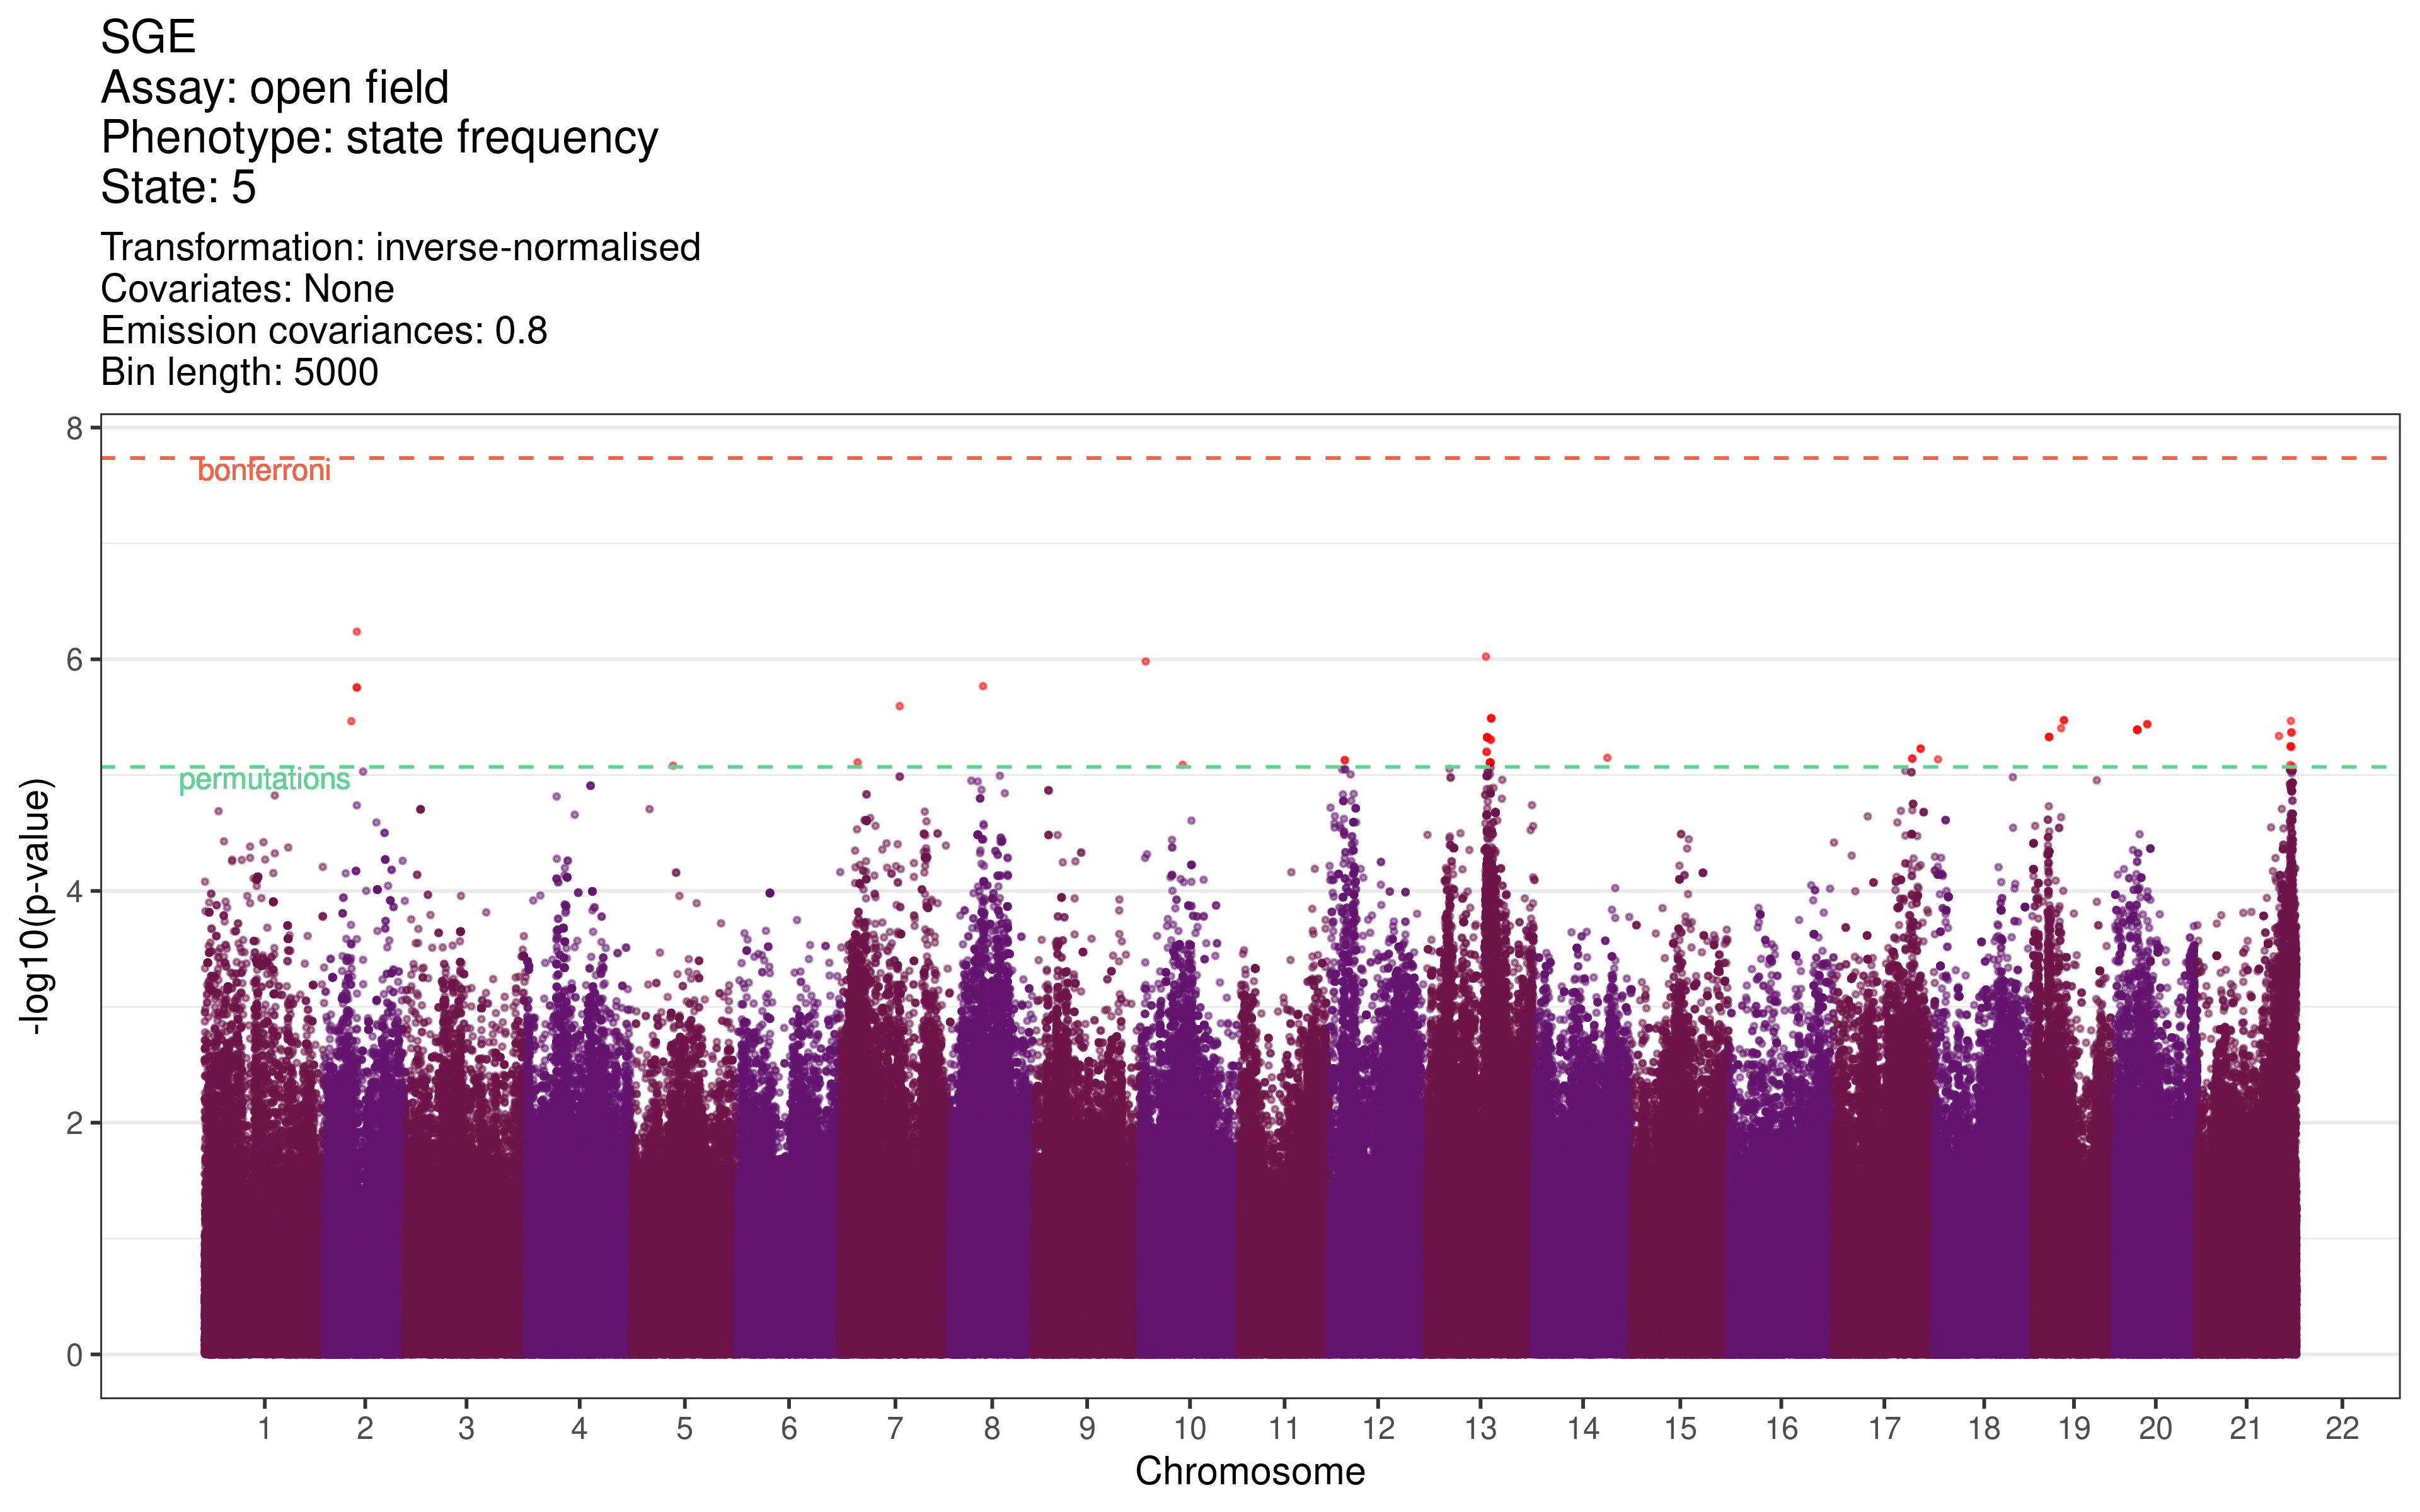 SGE
Assay: open field
Phenotype: state frequency
State: 5
Transformation: inverse-normalised
Covariates: None
Emission covariances: 0.8
Bin length: 5000
8
bonferroni
6
permutations
4
2
0
-log10(p-value)
1 2 3 4 5 6 7 8 9 10 11 12 13 14 15 16 17 18 19 20 21 22
Chromosome